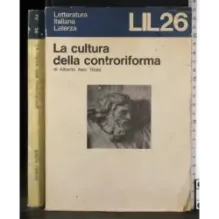 Letteratura
Italiana
Laterza
LIL26
La cultura
della controriforma
di Alberto Asor Rosa